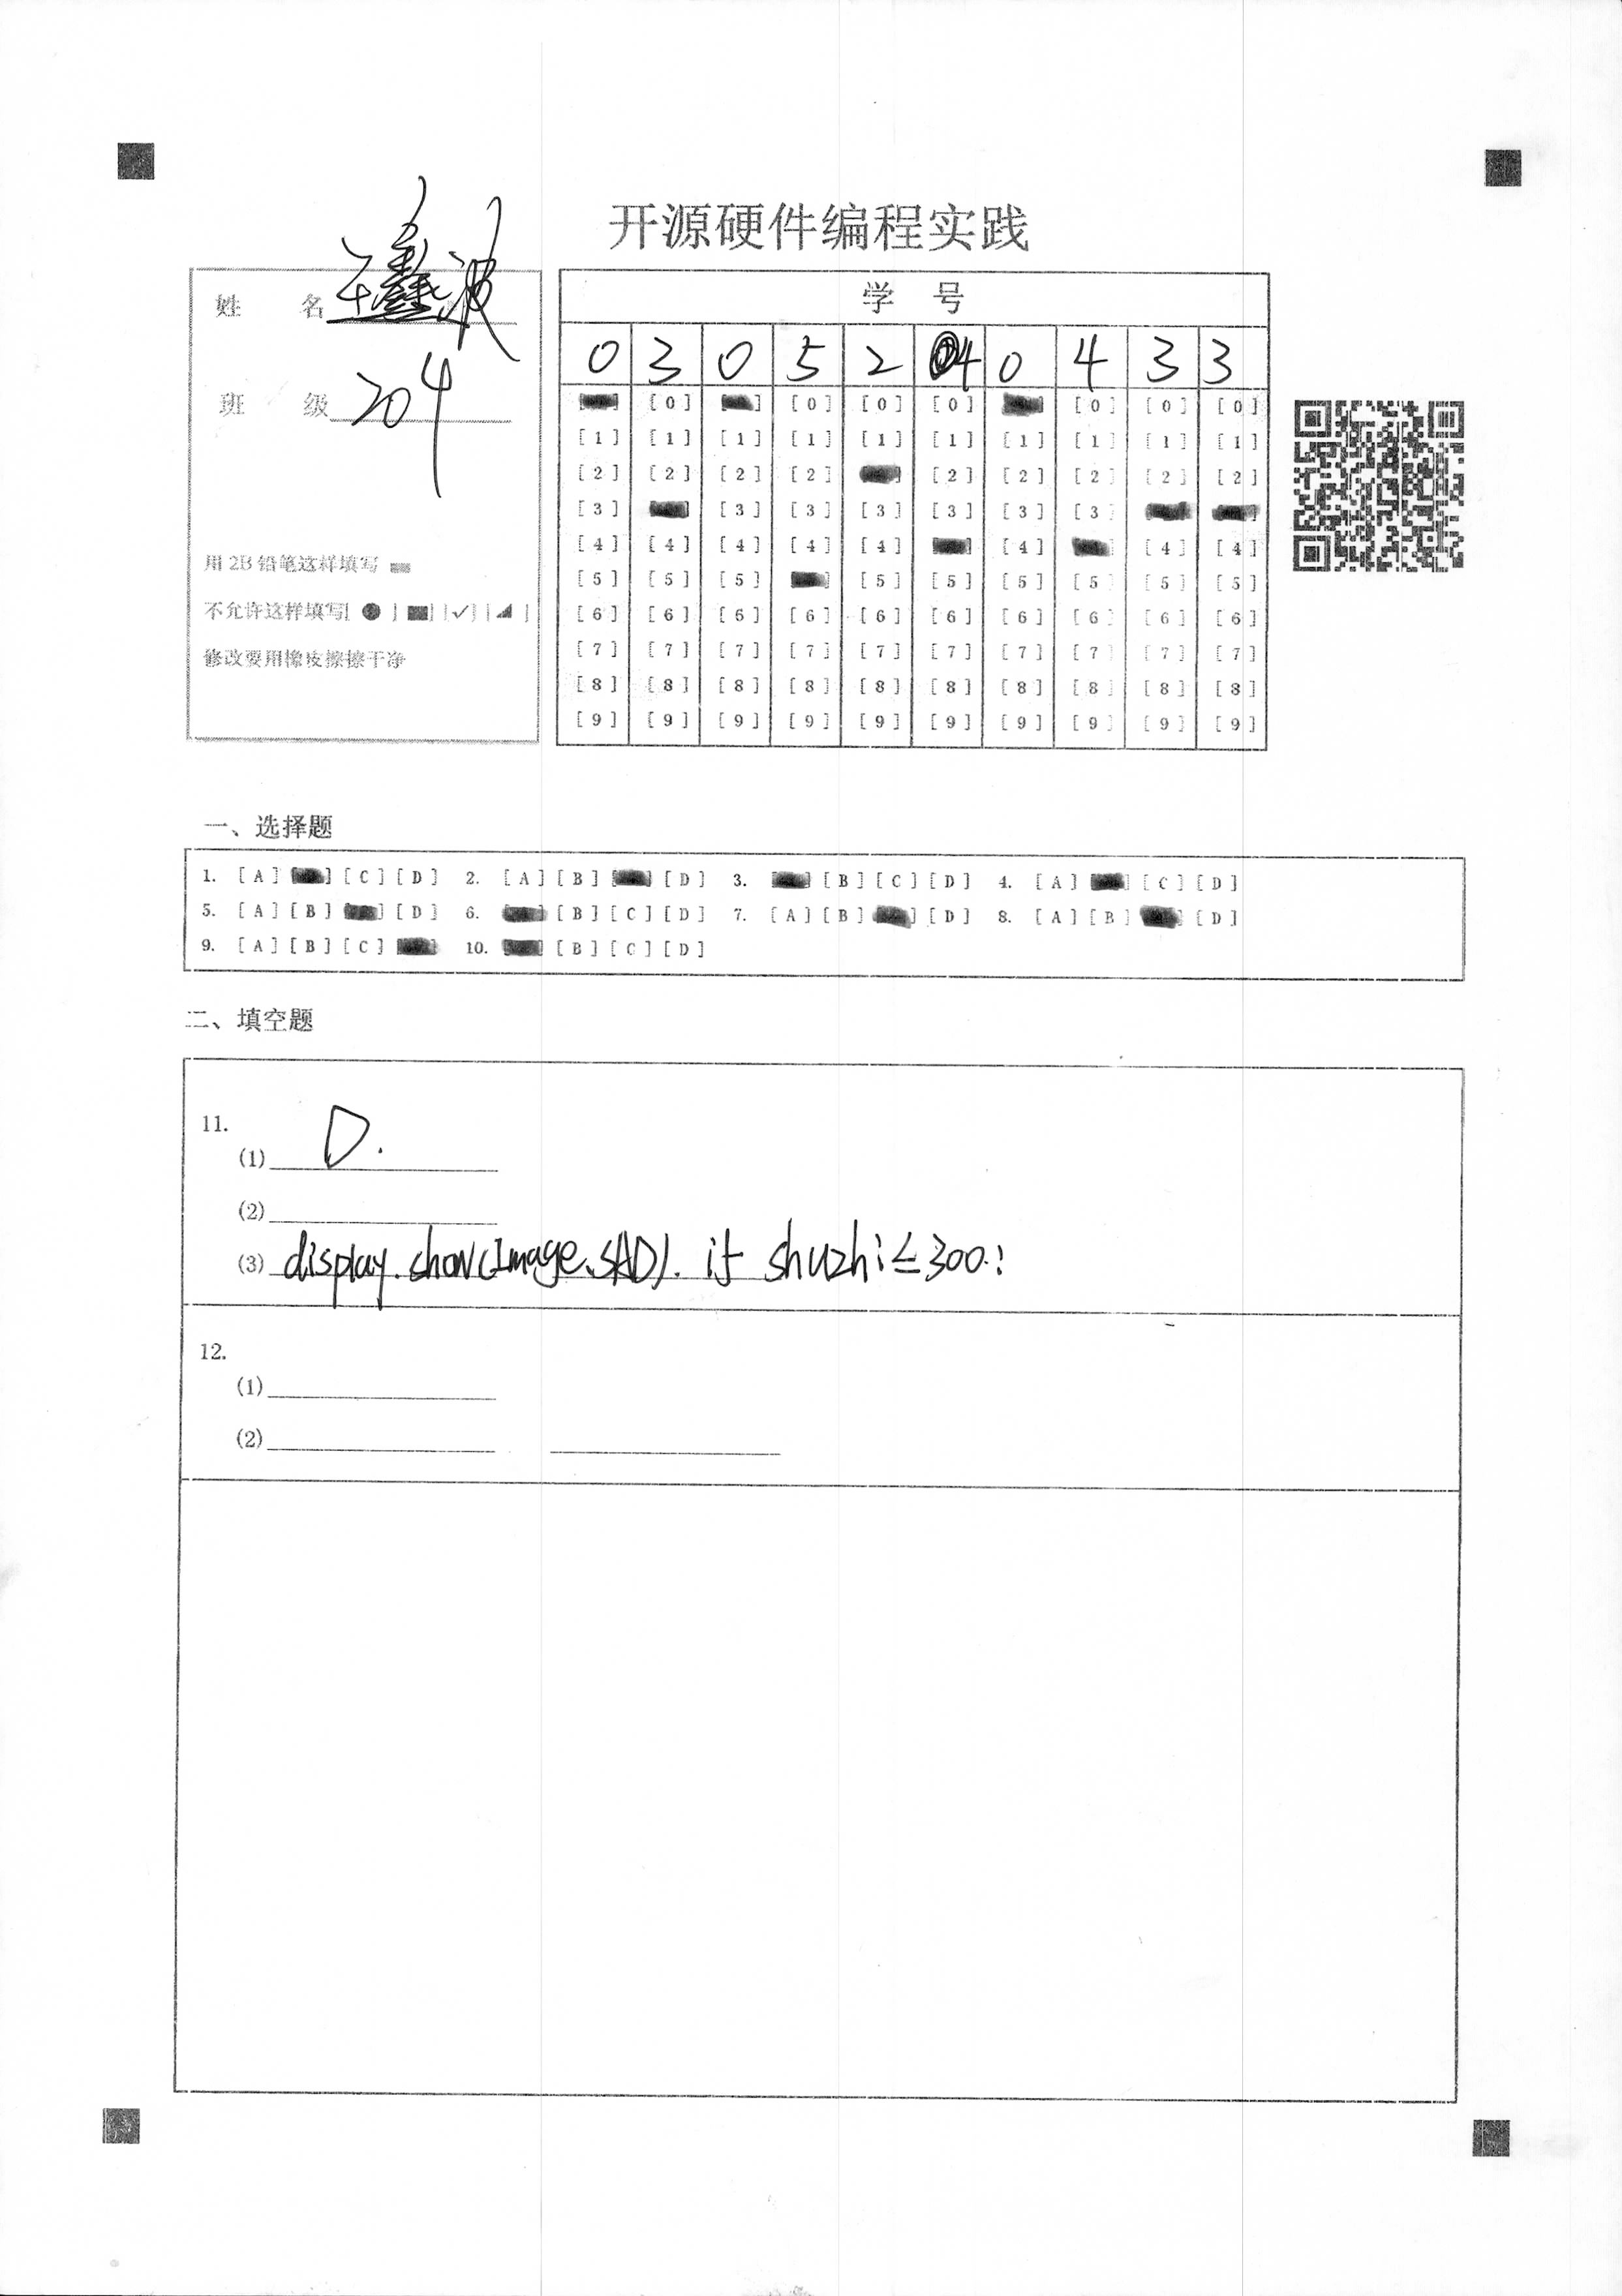 开源硬件编程实践
姓 名 王鑫波
班 级 204
用 2B 铅笔这样填写
不允许这样填写[ ● ] [■] [✓] [◢]
修改要用橡皮擦擦干净
学 号
0 3 0 5 2 4 0 4 3 3
[0] [0] [0] [0] [0] [0]
[1] [1] [1] [1] [1] [1] [1] [1] [1] [1]
[2] [2] [2] [2] [2] [2] [2] [2] [2]
[3] [3] [3] [3] [3] [3] [3]
[4] [4] [4] [4] [4] [4] [4] [4]
[5] [5] [5] [5] [5] [5] [5] [5] [5]
[6] [6] [6] [6] [6] [6] [6] [6] [6] [6]
[7] [7] [7] [7] [7] [7] [7] [7] [7] [7]
[8] [8] [8] [8] [8] [8] [8] [8] [8] [8]
[9] [9] [9] [9] [9] [9] [9] [9] [9] [9]
一、选择题
1. [A] [C] [D] 2. [A] [B] [D] 3. [B] [C] [D] 4. [A] [C] [D]
5. [A] [B] [D] 6. [B] [C] [D] 7. [A] [B] [D] 8. [A] [B] [D]
9. [A] [B] [C] 10. [B] [C] [D]
二、填空题
11.
(1) D.
(2)
(3) display.show(Image.SAD). if shuzhi≤300.:
12.
(1)
(2)